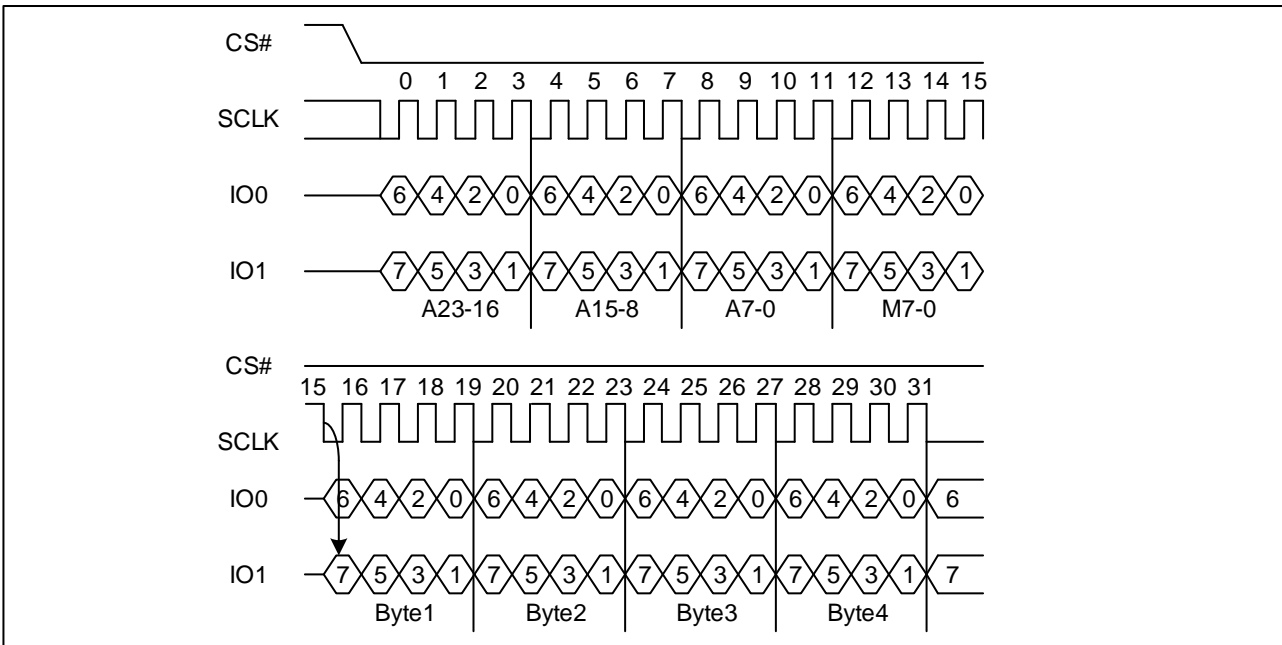 CS#
0 1 2 3 4 5 6 7 8 9 10 11 12 13 14 15
SCLK
IO0 6 4 2 0 6 4 2 0 6 4 2 0 6 4 2 0
IO1 7 5 3 1 7 5 3 1 7 5 3 1 7 5 3 1
A23-16 A15-8 A7-0 M7-0
CS#
15 16 17 18 19 20 21 22 23 24 25 26 27 28 29 30 31
SCLK
IO0 6 4 2 0 6 4 2 0 6 4 2 0 6 4 2 0 6
IO1 7 5 3 1 7 5 3 1 7 5 3 1 7 5 3 1 7
Byte1 Byte2 Byte3 Byte4